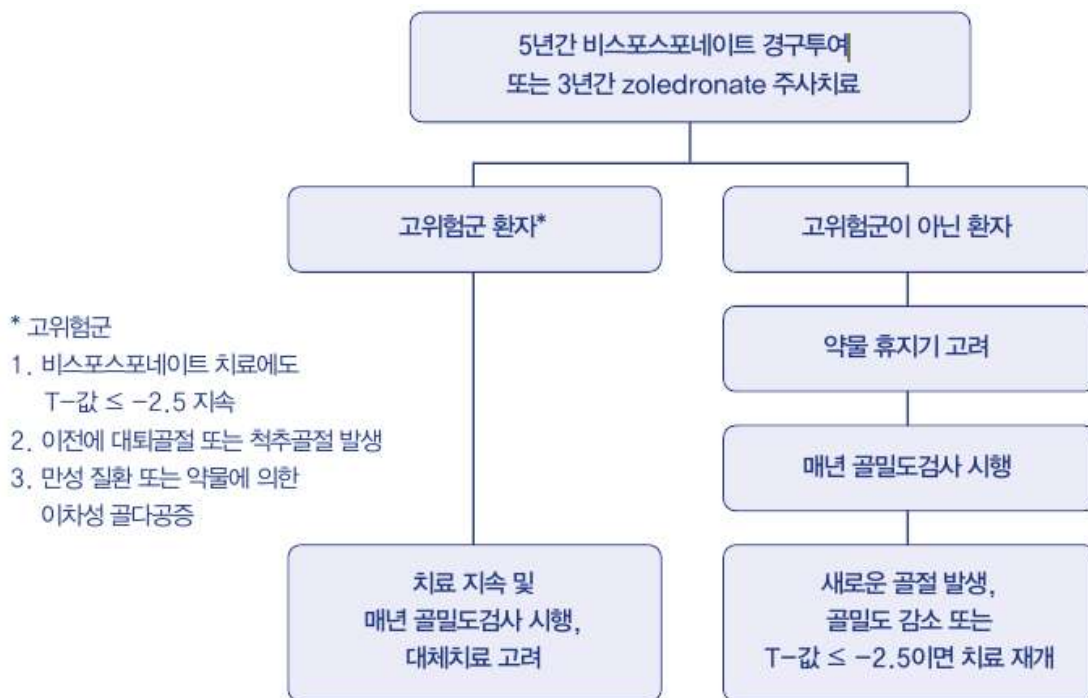 5년간 비스포스포네이트 경구투여
또는 3년간 zoledronate 주사치료
고위험군 환자*
고위험군이 아닌 환자
* 고위험군
1. 비스포스포네이트 치료에도
T-값 ≤ -2.5 지속
2. 이전에 대퇴골절 또는 척추골절 발생
3. 만성 질환 또는 약물에 의한
이차성 골다공증
약물 휴지기 고려
매년 골밀도검사 시행
치료 지속 및
매년 골밀도검사 시행,
대체치료 고려
새로운 골절 발생,
골밀도 감소 또는
T-값 ≤ -2.5이면 치료 재개